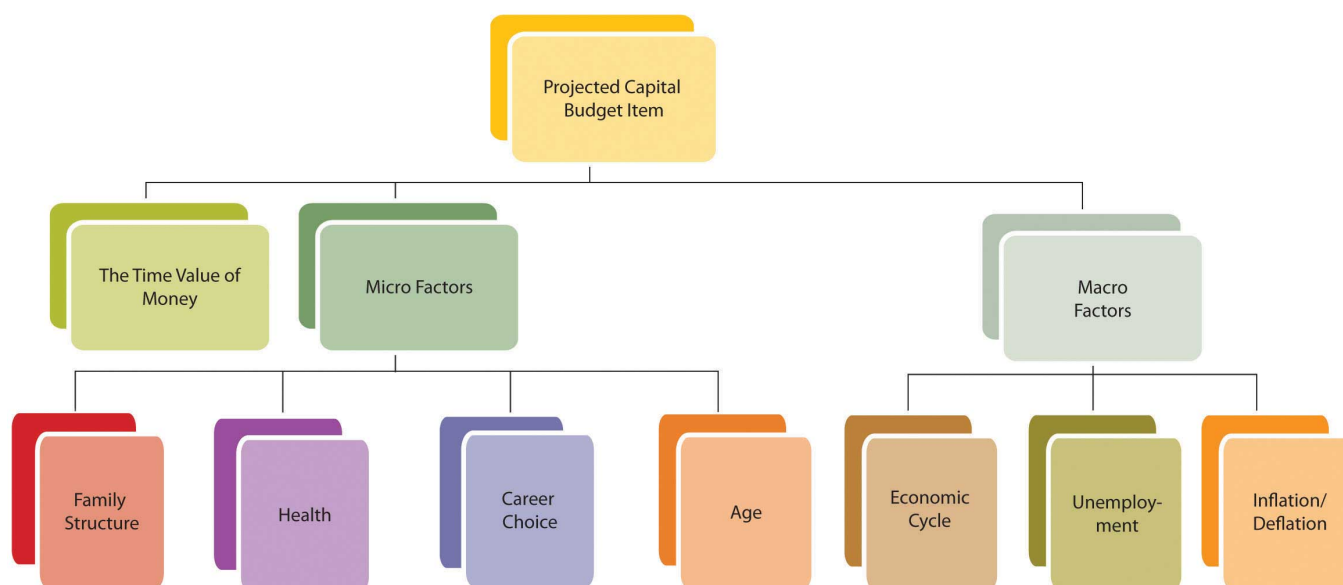 Projected Capital
Budget Item
The Time Value of
Money
Micro Factors
Macro
Factors
Family
Structure
Health
Career
Choice
Age
Economic
Cycle
Unemploy-
ment
Inflation/
Deflation